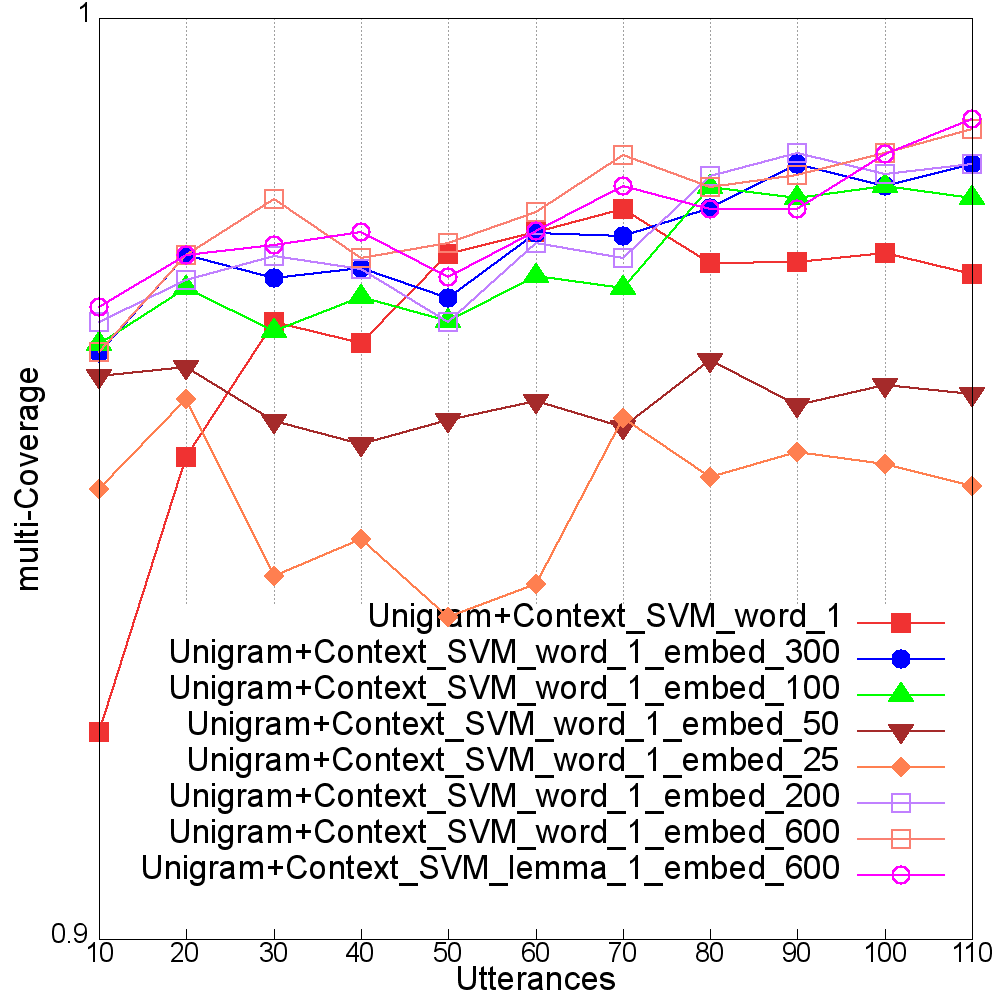 1
multi-Coverage
Unigram+Context_SVM_word_1
Unigram+Context_SVM_word_1_embed_300
Unigram+Context_SVM_word_1_embed_100
Unigram+Context_SVM_word_1_embed_50
Unigram+Context_SVM_word_1_embed_25
Unigram+Context_SVM_word_1_embed_200
Unigram+Context_SVM_word_1_embed_600
Unigram+Context_SVM_lemma_1_embed_600
0.9
10 20 30 40 50 60 70 80 90 100 110
Utterances